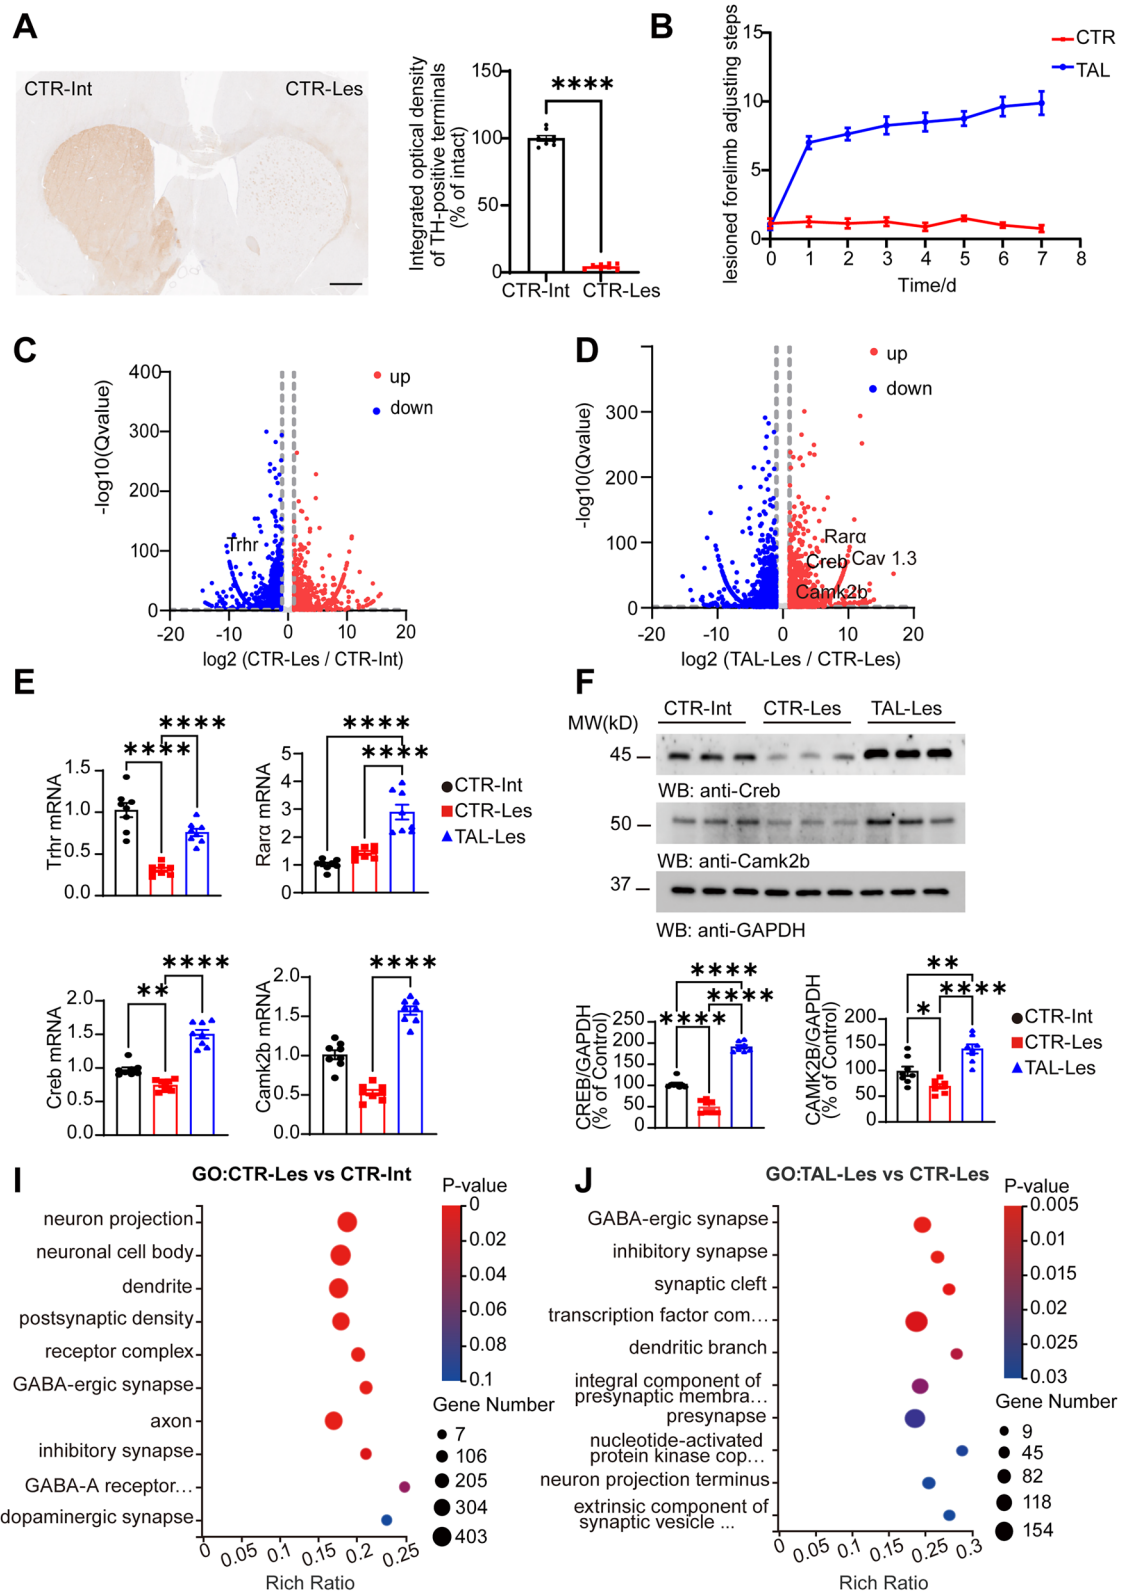 A
CTR-Int
CTR-Les
Integrated optical density
of TH-positive terminals
(% of intact)
150
100
50
0
****
CTR-Int
CTR-Les
B
lesioned forelimb adjusting steps
15
10
5
0
0 1 2 3 4 5 6 7 8
Time/d
CTR
TAL
C
-log10(Qvalue)
400
300
200
100
0
-20 -10 0 10 20
log2 (CTR-Les / CTR-Int)
up
down
Trhr
D
-log10(Qvalue)
300
200
100
0
-20 -10 0 10 20
log2 (TAL-Les / CTR-Les)
up
down
Rarα
Creb
Cav 1.3
Camk2b
E
Trhr mRNA
1.5
1.0
0.5
0.0
****
****
Rarα mRNA
5
4
3
2
1
0
****
****
CTR-Int
CTR-Les
TAL-Les
Creb mRNA
2.0
1.5
1.0
0.5
0.0
**
****
Camk2b mRNA
2.0
1.5
1.0
0.5
0.0
****
F
CTR-Int
CTR-Les
TAL-Les
MW(kD)
45
WB: anti-Creb
50
WB: anti-Camk2b
37
WB: anti-GAPDH
CREB/GAPDH
(% of Control)
250
200
150
100
50
0
****
****
****
CAMK2B/GAPDH
(% of Control)
200
150
100
50
0
**
*
****
CTR-Int
CTR-Les
TAL-Les
I
GO:CTR-Les vs CTR-Int
neuron projection
neuronal cell body
dendrite
postsynaptic density
receptor complex
GABA-ergic synapse
axon
inhibitory synapse
GABA-A receptor...
dopaminergic synapse
0 0.05 0.1 0.15 0.2 0.25
Rich Ratio
P-value
0
0.02
0.04
0.06
0.08
0.1
Gene Number
7
106
205
304
403
J
GO:TAL-Les vs CTR-Les
GABA-ergic synapse
inhibitory synapse
synaptic cleft
transcription factor com...
dendritic branch
integral component of
presynaptic membra...
presynapse
nucleotide-activated
protein kinase cop...
neuron projection terminus
extrinsic component of
synaptic vesicle ...
0 0.05 0.1 0.15 0.2 0.25 0.3
Rich Ratio
P-value
0.005
0.01
0.015
0.02
0.025
0.03
Gene Number
9
45
82
118
154